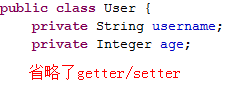 public class User {
private String username;
private Integer age;
省略了getter/setter